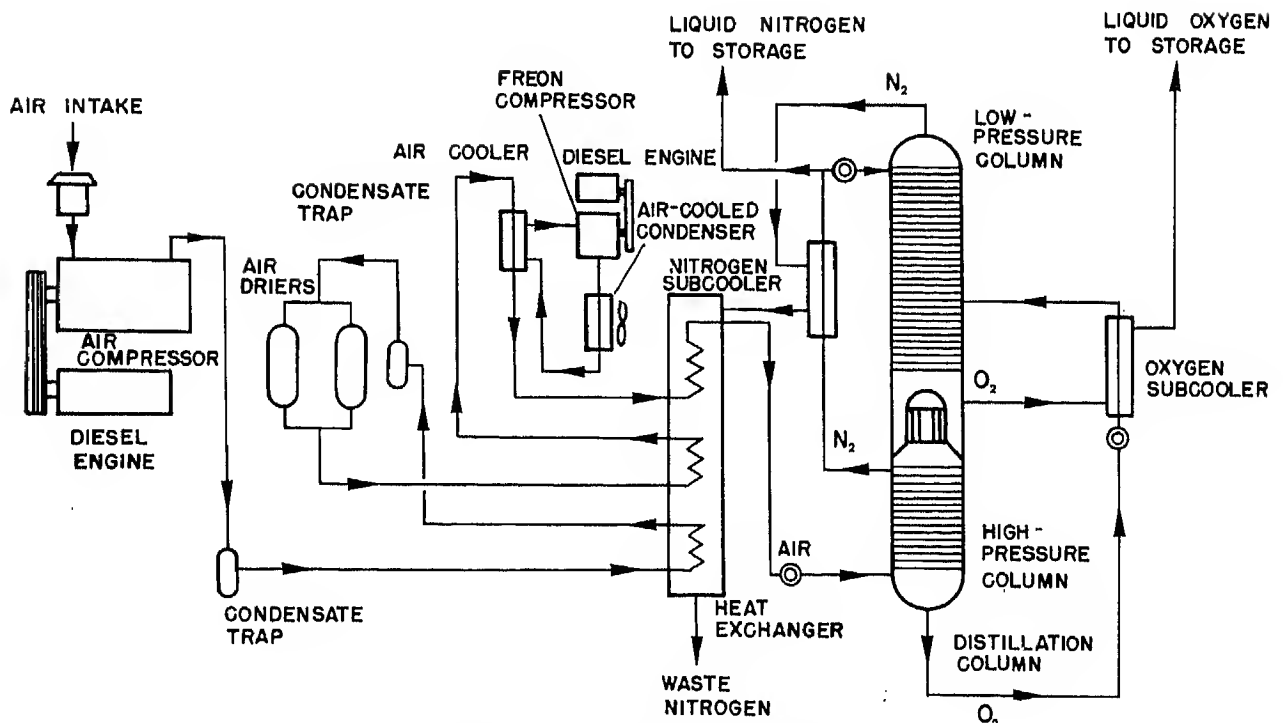 LIQUID NITROGEN
TO STORAGE
LIQUID OXYGEN
TO STORAGE
FREON
COMPRESSOR
N₂
AIR INTAKE
LOW-
PRESSURE
COLUMN
AIR COOLER
DIESEL ENGINE
CONDENSATE
TRAP
AIR-COOLED
CONDENSER
AIR
DRIERS
NITROGEN
SUBCOOLER
AIR
COMPRESSOR
O₂
OXYGEN
SUBCOOLER
DIESEL
ENGINE
N₂
HIGH-
PRESSURE
COLUMN
AIR
CONDENSATE
TRAP
HEAT
EXCHANGER
DISTILLATION
COLUMN
WASTE
NITROGEN
O₂